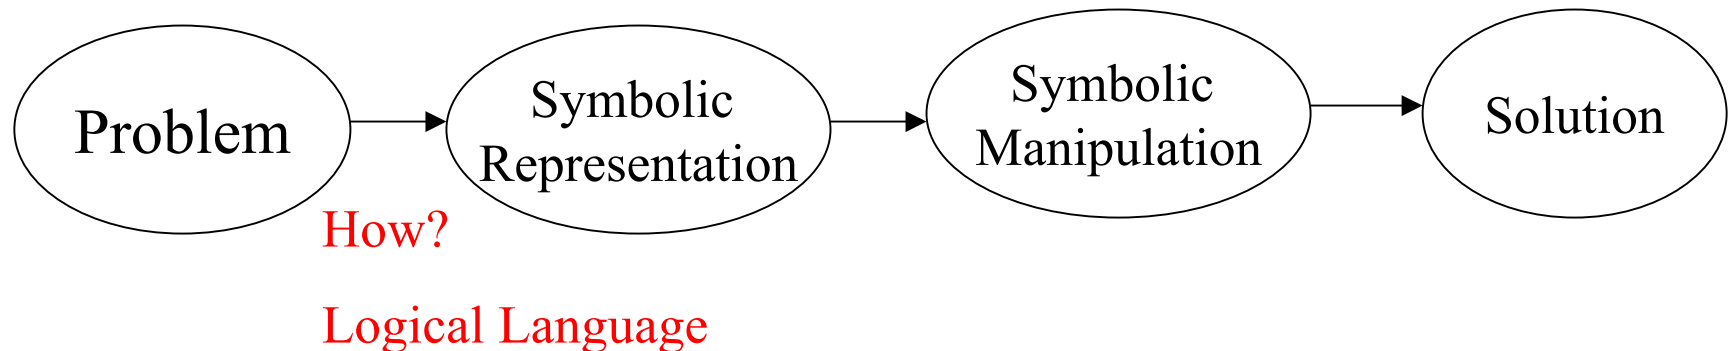 Problem
Symbolic
Representation
Symbolic
Manipulation
Solution
How?
Logical Language